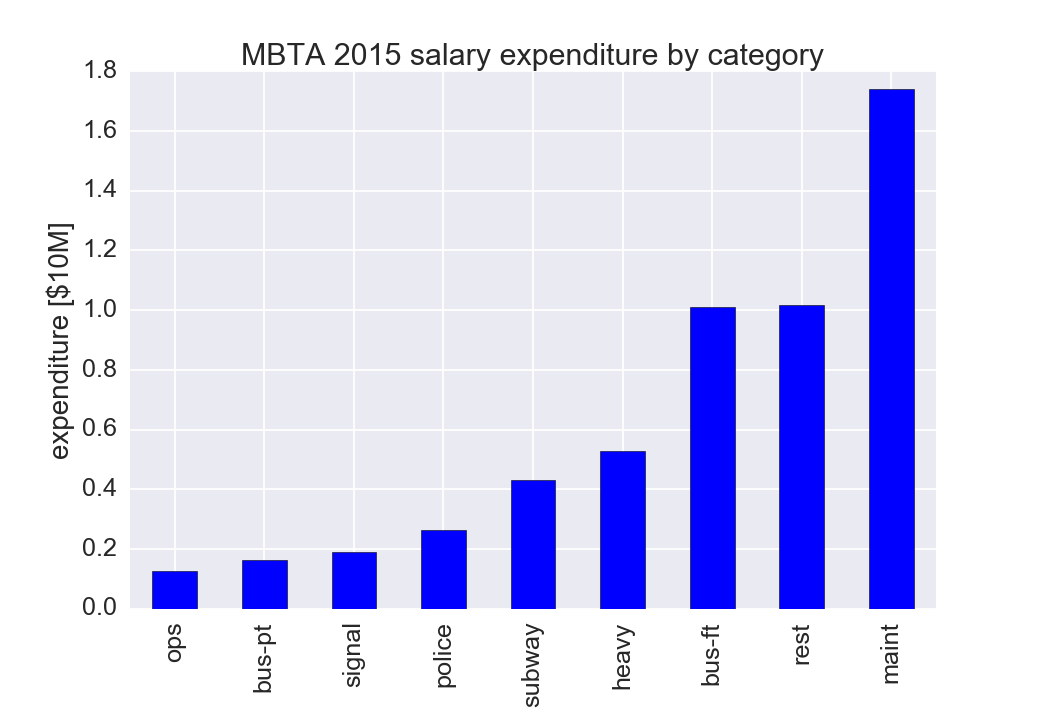 MBTA 2015 salary expenditure by category
expenditure [$10M]
1.8
1.6
1.4
1.2
1.0
0.8
0.6
0.4
0.2
0.0
ops
bus-pt
signal
police
subway
heavy
bus-ft
rest
maint